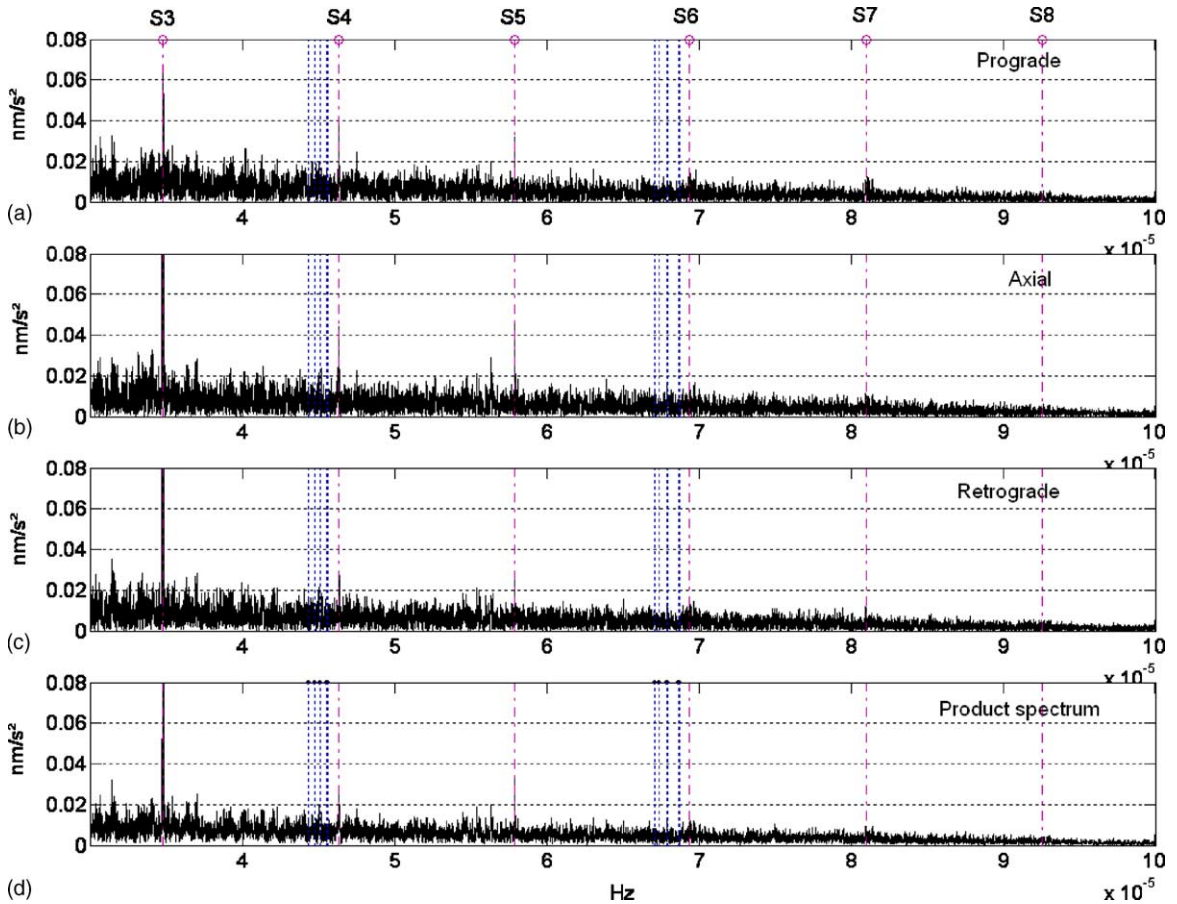 S3 S4 S5 S6 S7 S8
0.08
0.06
0.04
0.02
0
nm/s²
Prograde
(a)
4 5 6 7 8 9 10
x 10⁻⁵
0.08
0.06
0.04
0.02
0
nm/s²
Axial
(b)
4 5 6 7 8 9 10
x 10⁻⁵
0.08
0.06
0.04
0.02
0
nm/s²
Retrograde
(c)
4 5 6 7 8 9 10
x 10⁻⁵
0.08
0.06
0.04
0.02
0
nm/s²
Product spectrum
(d)
4 5 6 7 8 9 10
Hz
x 10⁻⁵